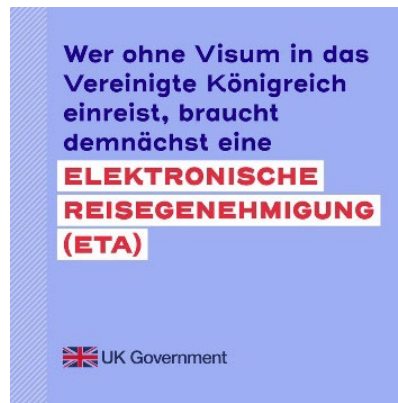 Wer ohne Visum in das
Vereinigte Königreich
einreist, braucht
demnächst eine
ELEKTRONISCHE
REISEGENEHMIGUNG
(ETA)
UK Government